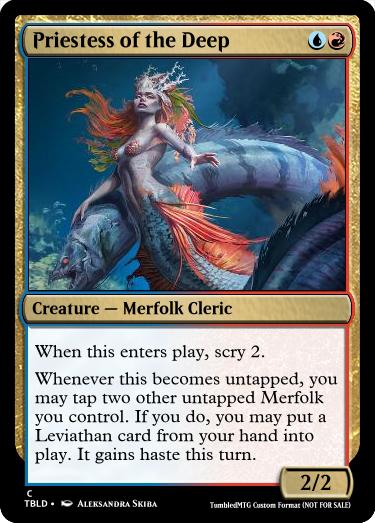 Priestess of the Deep
Creature — Merfolk Cleric
When this enters play, scry 2.
Whenever this becomes untapped, you
may tap two other untapped Merfolk
you control. If you do, you may put a
Leviathan card from your hand into
play. It gains haste this turn.
2/2
C
TBLD • Aleksandra Skiba
TumbledMTG Custom Format (NOT FOR SALE)